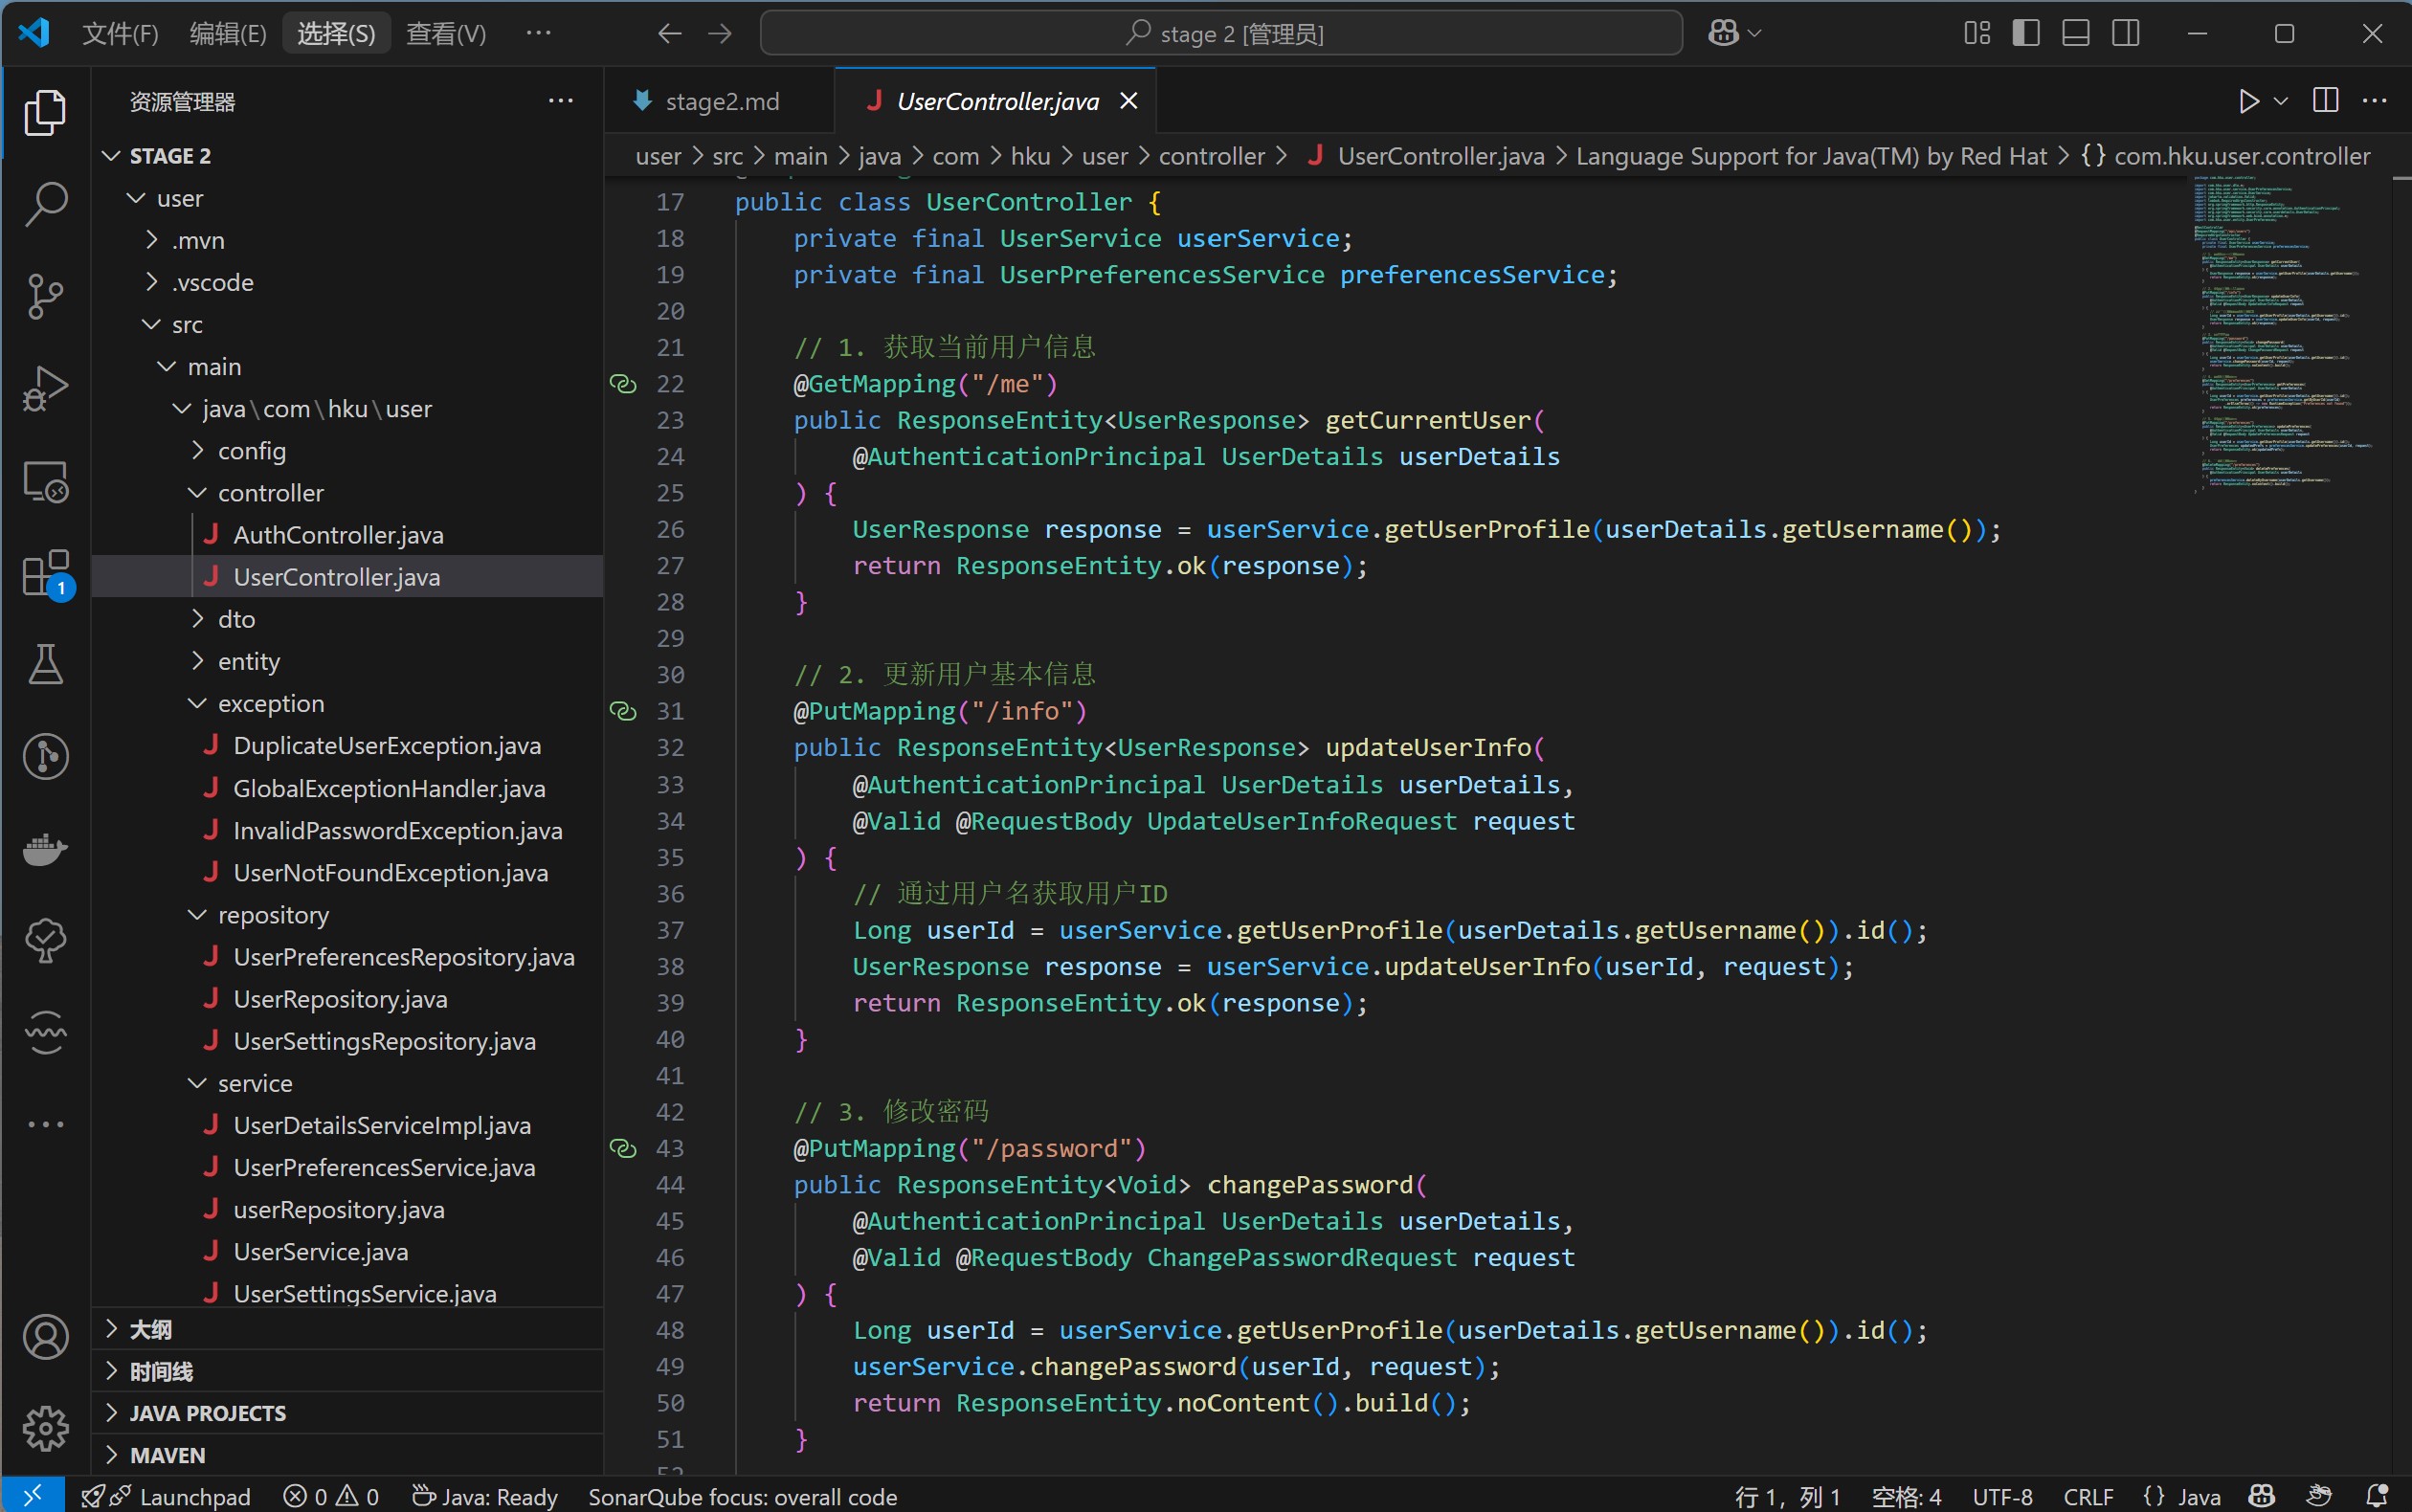 文件(F) 编辑(E) 选择(S) 查看(V) ··· stage 2 [管理员]
资源管理器 ···
stage2.md UserController.java
user > src > main > java > com > hku > user > controller > UserController.java > Language Support for Java(TM) by Red Hat > {} com.hku.user.controller
STAGE 2
user
.mvn
.vscode
src
main
java\com\hku\user
config
controller
AuthController.java
UserController.java
dto
entity
exception
DuplicateUserException.java
GlobalExceptionHandler.java
InvalidPasswordException.java
UserNotFoundException.java
repository
UserPreferencesRepository.java
UserRepository.java
UserSettingsRepository.java
service
UserDetailsServiceImpl.java
UserPreferencesService.java
userRepository.java
UserService.java
UserSettingsService.java
大纲
时间线
JAVA PROJECTS
MAVEN
1
17 public class UserController {
18 private final UserService userService;
19 private final UserPreferencesService preferencesService;
20
21 // 1. 获取当前用户信息
22 @GetMapping("/me")
23 public ResponseEntity<UserResponse> getCurrentUser(
24 @AuthenticationPrincipal UserDetails userDetails
25 ) {
26 UserResponse response = userService.getUserProfile(userDetails.getUsername());
27 return ResponseEntity.ok(response);
28 }
29
30 // 2. 更新用户基本信息
31 @PutMapping("/info")
32 public ResponseEntity<UserResponse> updateUserInfo(
33 @AuthenticationPrincipal UserDetails userDetails,
34 @Valid @RequestBody UpdateUserInfoRequest request
35 ) {
36 // 通过用户名获取用户ID
37 Long userId = userService.getUserProfile(userDetails.getUsername()).id();
38 UserResponse response = userService.updateUserInfo(userId, request);
39 return ResponseEntity.ok(response);
40 }
41
42 // 3. 修改密码
43 @PutMapping("/password")
44 public ResponseEntity<Void> changePassword(
45 @AuthenticationPrincipal UserDetails userDetails,
46 @Valid @RequestBody ChangePasswordRequest request
47 ) {
48 Long userId = userService.getUserProfile(userDetails.getUsername()).id();
49 userService.changePassword(userId, request);
50 return ResponseEntity.noContent().build();
51 }
Launchpad 0 0 Java: Ready SonarQube focus: overall code 行 1，列 1 空格: 4 UTF-8 CRLF {} Java